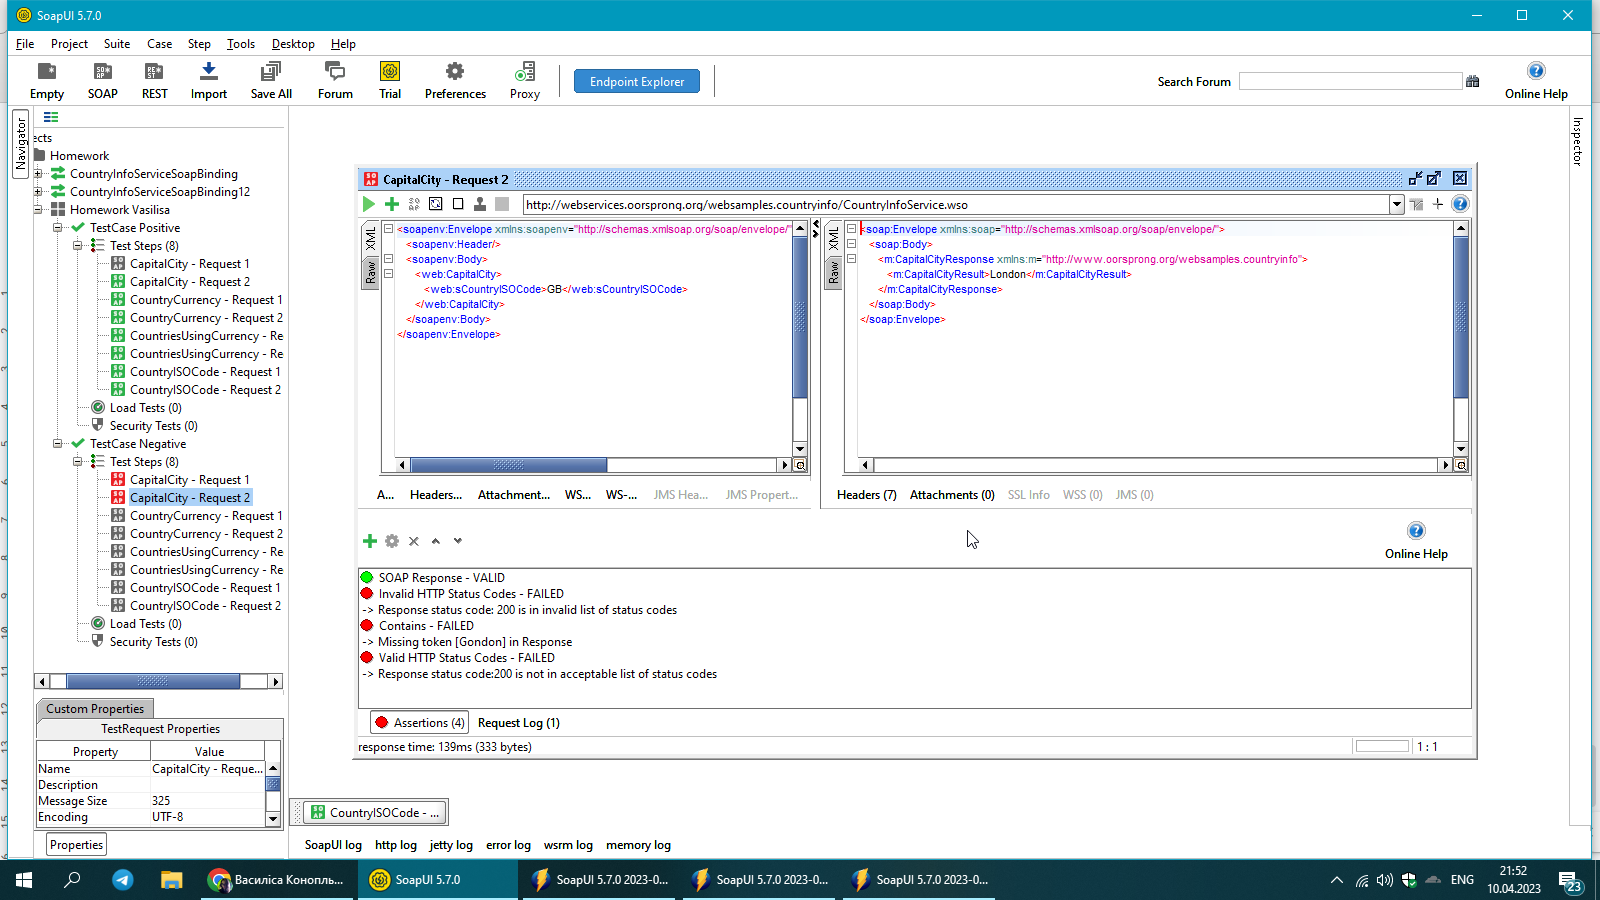 SoapUI 5.7.0
File Project Suite Case Step Tools Desktop Help
Empty SOAP REST Import Save All Forum Trial Preferences Proxy Endpoint Explorer Search Forum Online Help
Navigator
ects
Homework
CountryInfoServiceSoapBinding
CountryInfoServiceSoapBinding12
Homework Vasilisa
TestCase Positive
Test Steps (8)
CapitalCity - Request 1
CapitalCity - Request 2
CountryCurrency - Request 1
CountryCurrency - Request 2
CountriesUsingCurrency - Re
CountriesUsingCurrency - Re
CountryISOCode - Request 1
CountryISOCode - Request 2
Load Tests (0)
Security Tests (0)
TestCase Negative
Test Steps (8)
CapitalCity - Request 1
CapitalCity - Request 2
CountryCurrency - Request 1
CountryCurrency - Request 2
CountriesUsingCurrency - Re
CountriesUsingCurrency - Re
CountryISOCode - Request 1
CountryISOCode - Request 2
Load Tests (0)
Security Tests (0)
Custom Properties
TestRequest Properties
Property Value
Name CapitalCity - Reque...
Description
Message Size 325
Encoding UTF-8
Properties
CapitalCity - Request 2
http://webservices.oorsprong.org/websamples.countryinfo/CountryInfoService.wso
XML
Raw
<soapenv:Envelope xmlns:soapenv="http://schemas.xmlsoap.org/soap/envelope/"
<soapenv:Header/>
<soapenv:Body>
<web:CapitalCity>
<web:sCountryISOCode>GB</web:sCountryISOCode>
</web:CapitalCity>
</soapenv:Body>
</soapenv:Envelope>
XML
Raw
<soap:Envelope xmlns:soap="http://schemas.xmlsoap.org/soap/envelope/">
<soap:Body>
<m:CapitalCityResponse xmlns:m="http://www.oorsprong.org/websamples.countryinfo">
<m:CapitalCityResult>London</m:CapitalCityResult>
</m:CapitalCityResponse>
</soap:Body>
</soap:Envelope>
A... Headers... Attachment... WS... WS-... JMS Hea... JMS Propert...
Headers (7) Attachments (0) SSL Info WSS (0) JMS (0)
Online Help
SOAP Response - VALID
Invalid HTTP Status Codes - FAILED
-> Response status code: 200 is in invalid list of status codes
Contains - FAILED
-> Missing token [Gondon] in Response
Valid HTTP Status Codes - FAILED
-> Response status code:200 is not in acceptable list of status codes
Assertions (4) Request Log (1)
response time: 139ms (333 bytes)
1 : 1
Inspector
CountryISOCode - ...
SoapUI log http log jetty log error log wsrm log memory log
Василіса Конопль...
SoapUI 5.7.0
SoapUI 5.7.0 2023-0...
SoapUI 5.7.0 2023-0...
SoapUI 5.7.0 2023-0...
ENG
21:52
10.04.2023
23